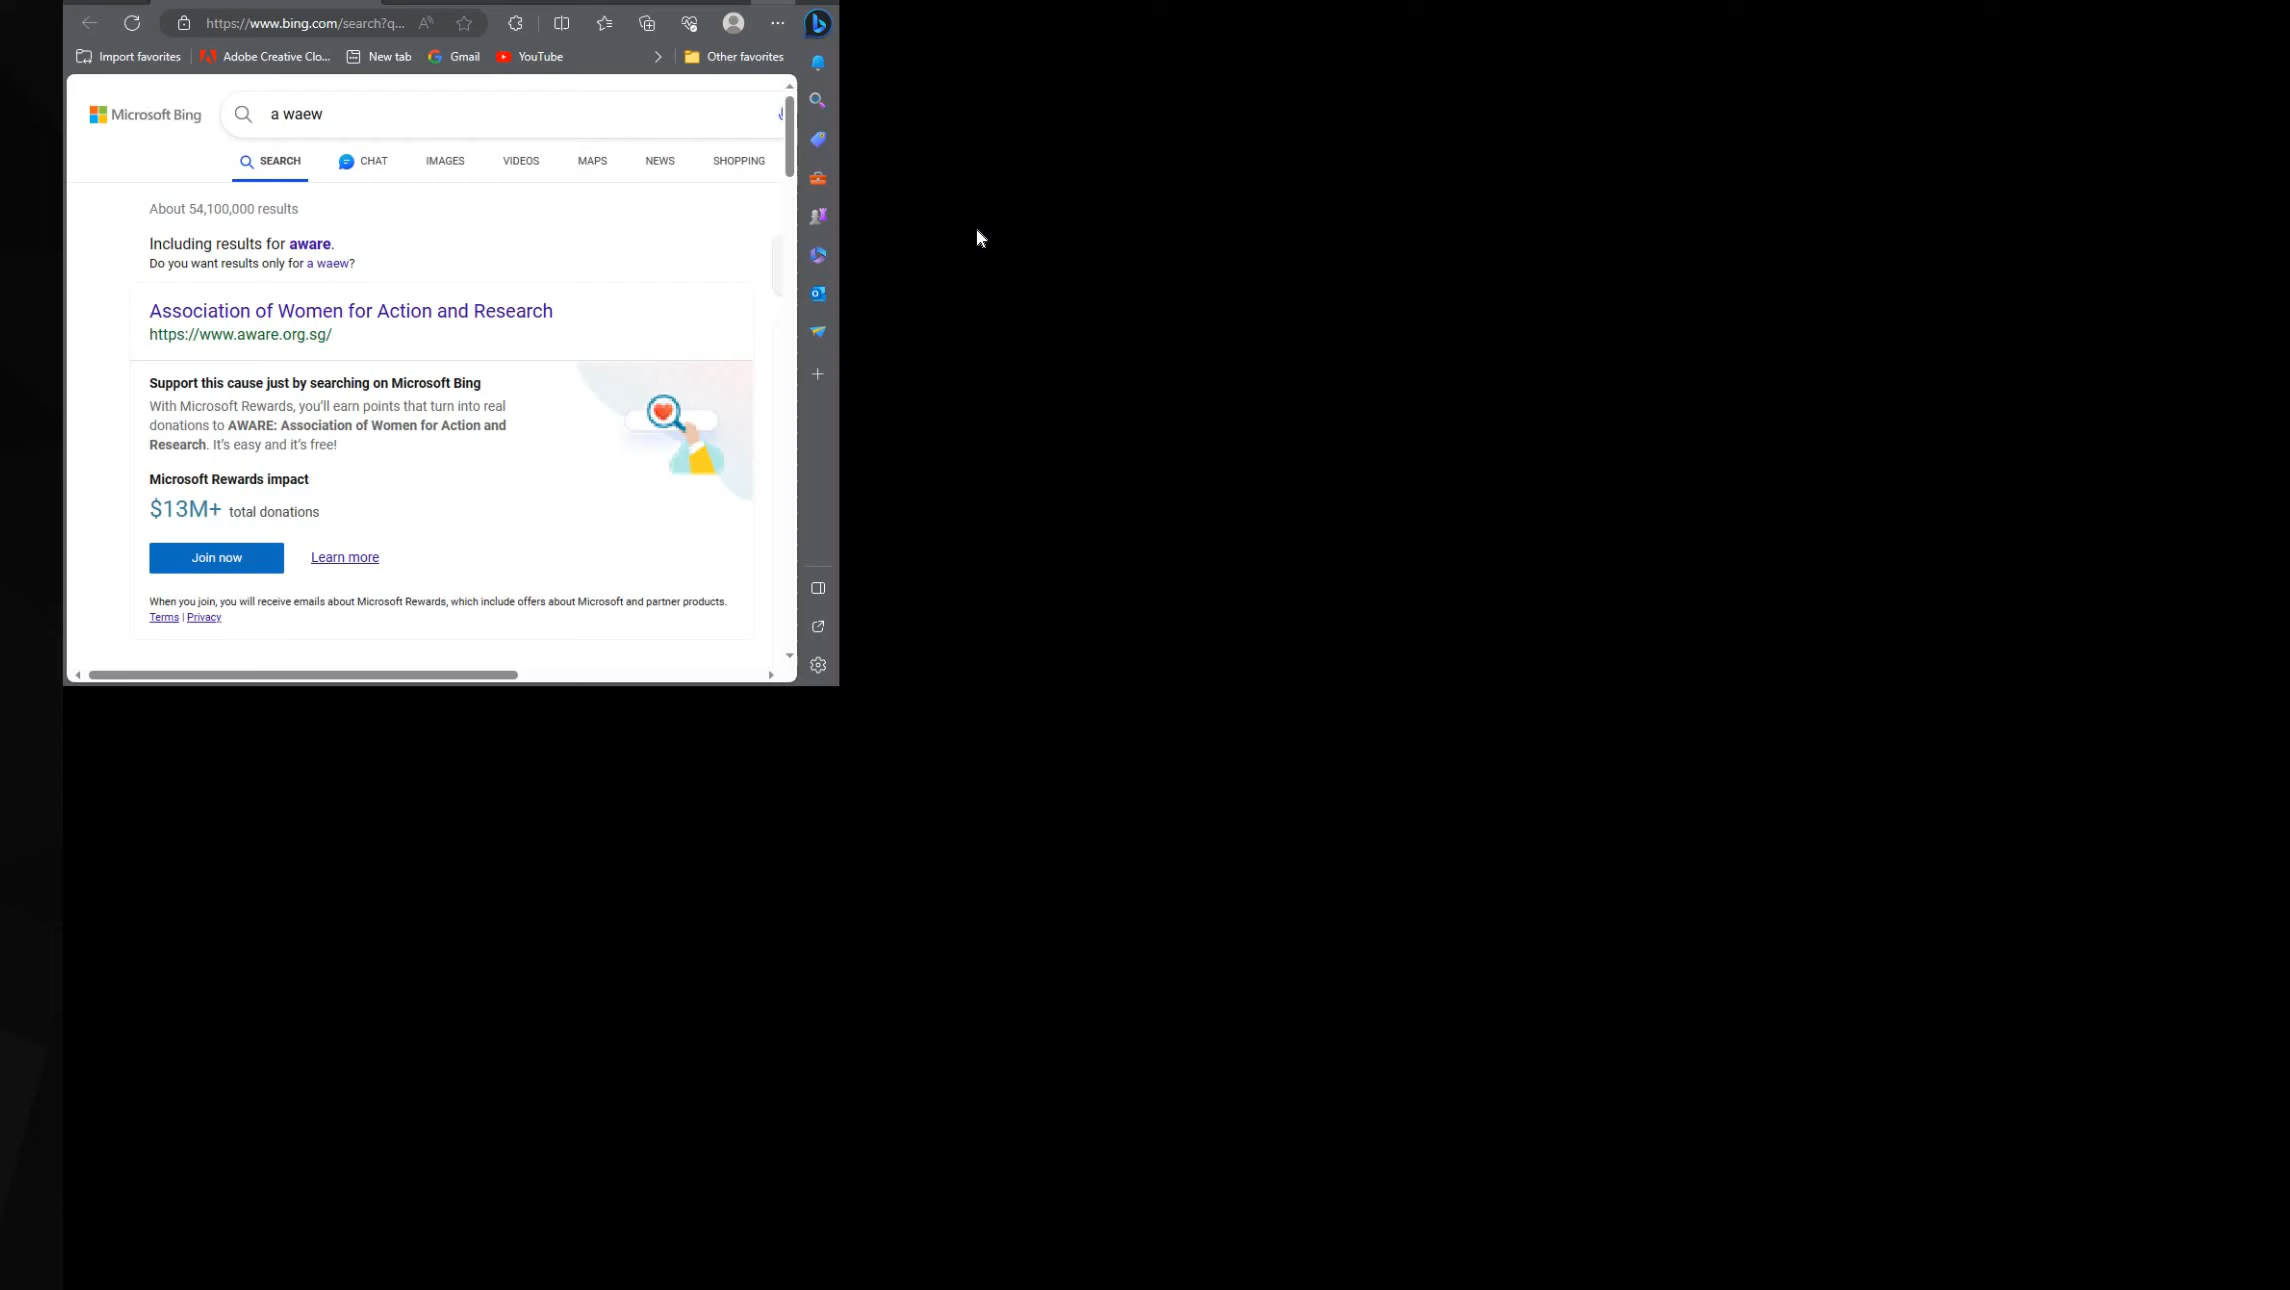 https://www.bing.com/search?q...
Import favorites
Adobe Creative Clo...
New tab
Gmail
YouTube
Other favorites
Microsoft Bing
a waew
SEARCH
CHAT
IMAGES
VIDEOS
MAPS
NEWS
SHOPPING
About 54,100,000 results
Including results for aware.
Do you want results only for a waew?
Association of Women for Action and Research
https://www.aware.org.sg/
Support this cause just by searching on Microsoft Bing
With Microsoft Rewards, you'll earn points that turn into real
donations to AWARE: Association of Women for Action and
Research. It's easy and it's free!
Microsoft Rewards impact
$13M+ total donations
Join now
Learn more
When you join, you will receive emails about Microsoft Rewards, which include offers about Microsoft and partner products.
Terms | Privacy